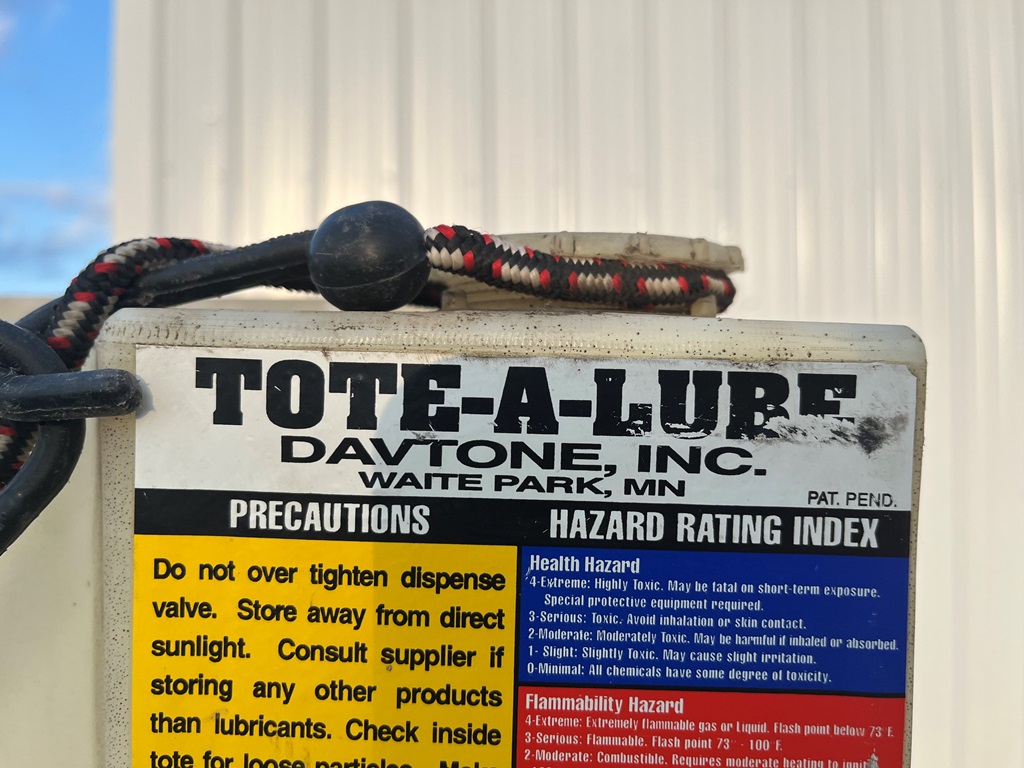 TOTE-A-LUBE
DAVTONE, INC.
WAITE PARK, MN
PAT. PEND.
PRECAUTIONS
Do not over tighten dispense
valve. Store away from direct
sunlight. Consult supplier if
storing any other products
than lubricants. Check inside
tote for loose particles. Make
HAZARD RATING INDEX
Health Hazard
4-Extreme: Highly Toxic. May be fatal on short-term exposure.
Special protective equipment required.
3-Serious: Toxic. Avoid inhalation or skin contact.
2-Moderate: Moderately Toxic. May be harmful if inhaled or absorbed.
1- Slight: Slightly Toxic. May cause slight irritation.
0-Minimal: All chemicals have some degree of toxicity.
Flammability Hazard
4-Extreme: Extremely flammable gas or Liquid. Flash point below 73° F.
3-Serious: Flammable. Flash point 73° - 100° F.
2-Moderate: Combustible. Requires moderate heating to